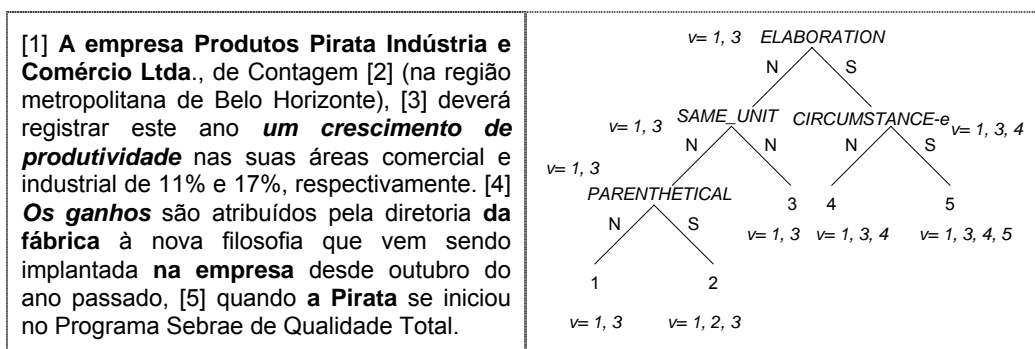 [1] A empresa Produtos Pirata Indústria e
Comércio Ltda., de Contagem [2] (na região
metropolitana de Belo Horizonte), [3] deverá
registrar este ano um crescimento de
produtividade nas suas áreas comercial e
industrial de 11% e 17%, respectivamente. [4]
Os ganhos são atribuídos pela diretoria da
fábrica à nova filosofia que vem sendo
implantada na empresa desde outubro do
ano passado, [5] quando a Pirata se iniciou
no Programa Sebrae de Qualidade Total.
v= 1, 3 ELABORATION
N S
v= 1, 3 SAME_UNIT CIRCUMSTANCE-e v= 1, 3, 4
N N N S
v= 1, 3
PARENTHETICAL
3 4 5
N S
v= 1, 3 v= 1, 3, 4 v= 1, 3, 4, 5
1 2
v= 1, 3 v= 1, 2, 3